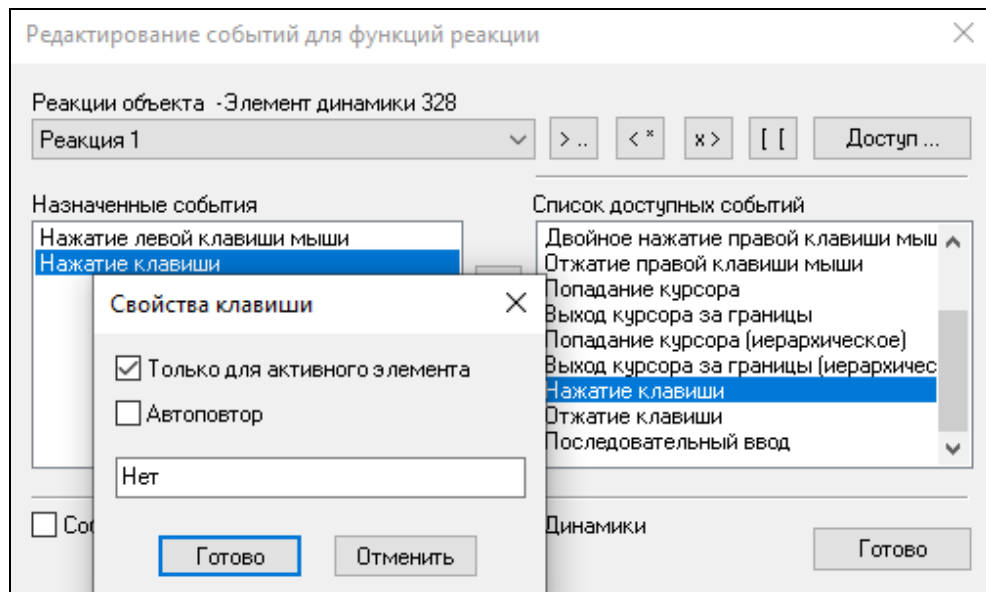 Редактирование событий для функций реакции
Реакции объекта -Элемент динамики 328
Реакция 1
> ..
< *
x >
[ [
Доступ ...
Назначенные события
Список доступных событий
Нажатие левой клавиши мыши
Нажатие клавиши
Двойное нажатие правой клавиши мыш
Отжатие правой клавиши мыши
Попадание курсора
Выход курсора за границы
Попадание курсора (иерархическое)
Выход курсора за границы (иерархичес
Нажатие клавиши
Отжатие клавиши
Последовательный ввод
Свойства клавиши
Только для активного элемента
Автоповтор
Нет
Готово
Отменить
Динамики
Готово